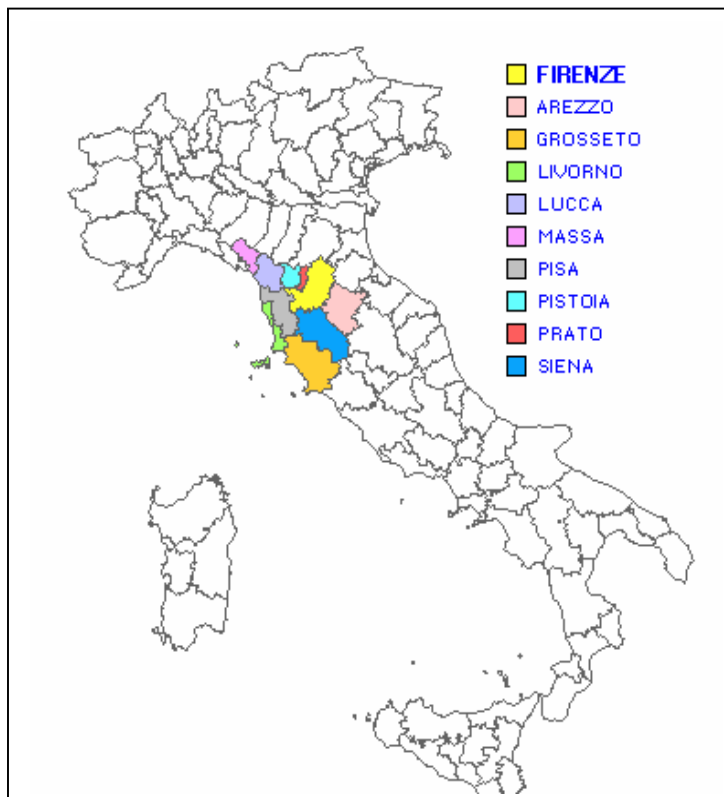 FIRENZE
AREZZO
GROSSETO
LIVORNO
LUCCA
MASSA
PISA
PISTOIA
PRATO
SIENA